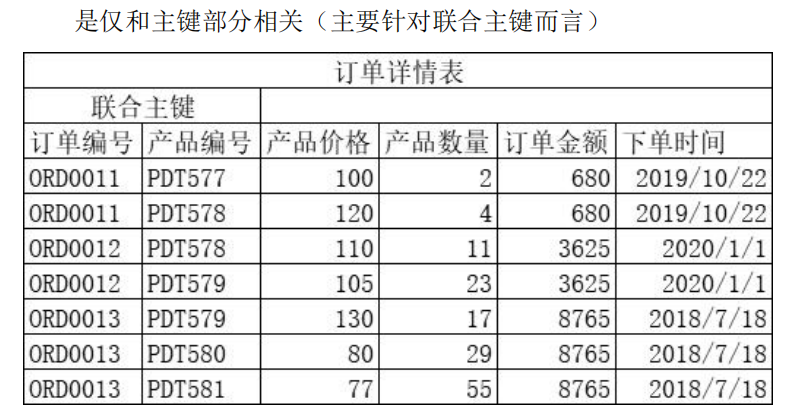 是仅和主键部分相关（主要针对联合主键而言）
订单详情表
联合主键
订单编号 产品编号 产品价格 产品数量 订单金额 下单时间
ORD0011 PDT577 100 2 680 2019/10/22
ORD0011 PDT578 120 4 680 2019/10/22
ORD0012 PDT578 110 11 3625 2020/1/1
ORD0012 PDT579 105 23 3625 2020/1/1
ORD0013 PDT579 130 17 8765 2018/7/18
ORD0013 PDT580 80 29 8765 2018/7/18
ORD0013 PDT581 77 55 8765 2018/7/18